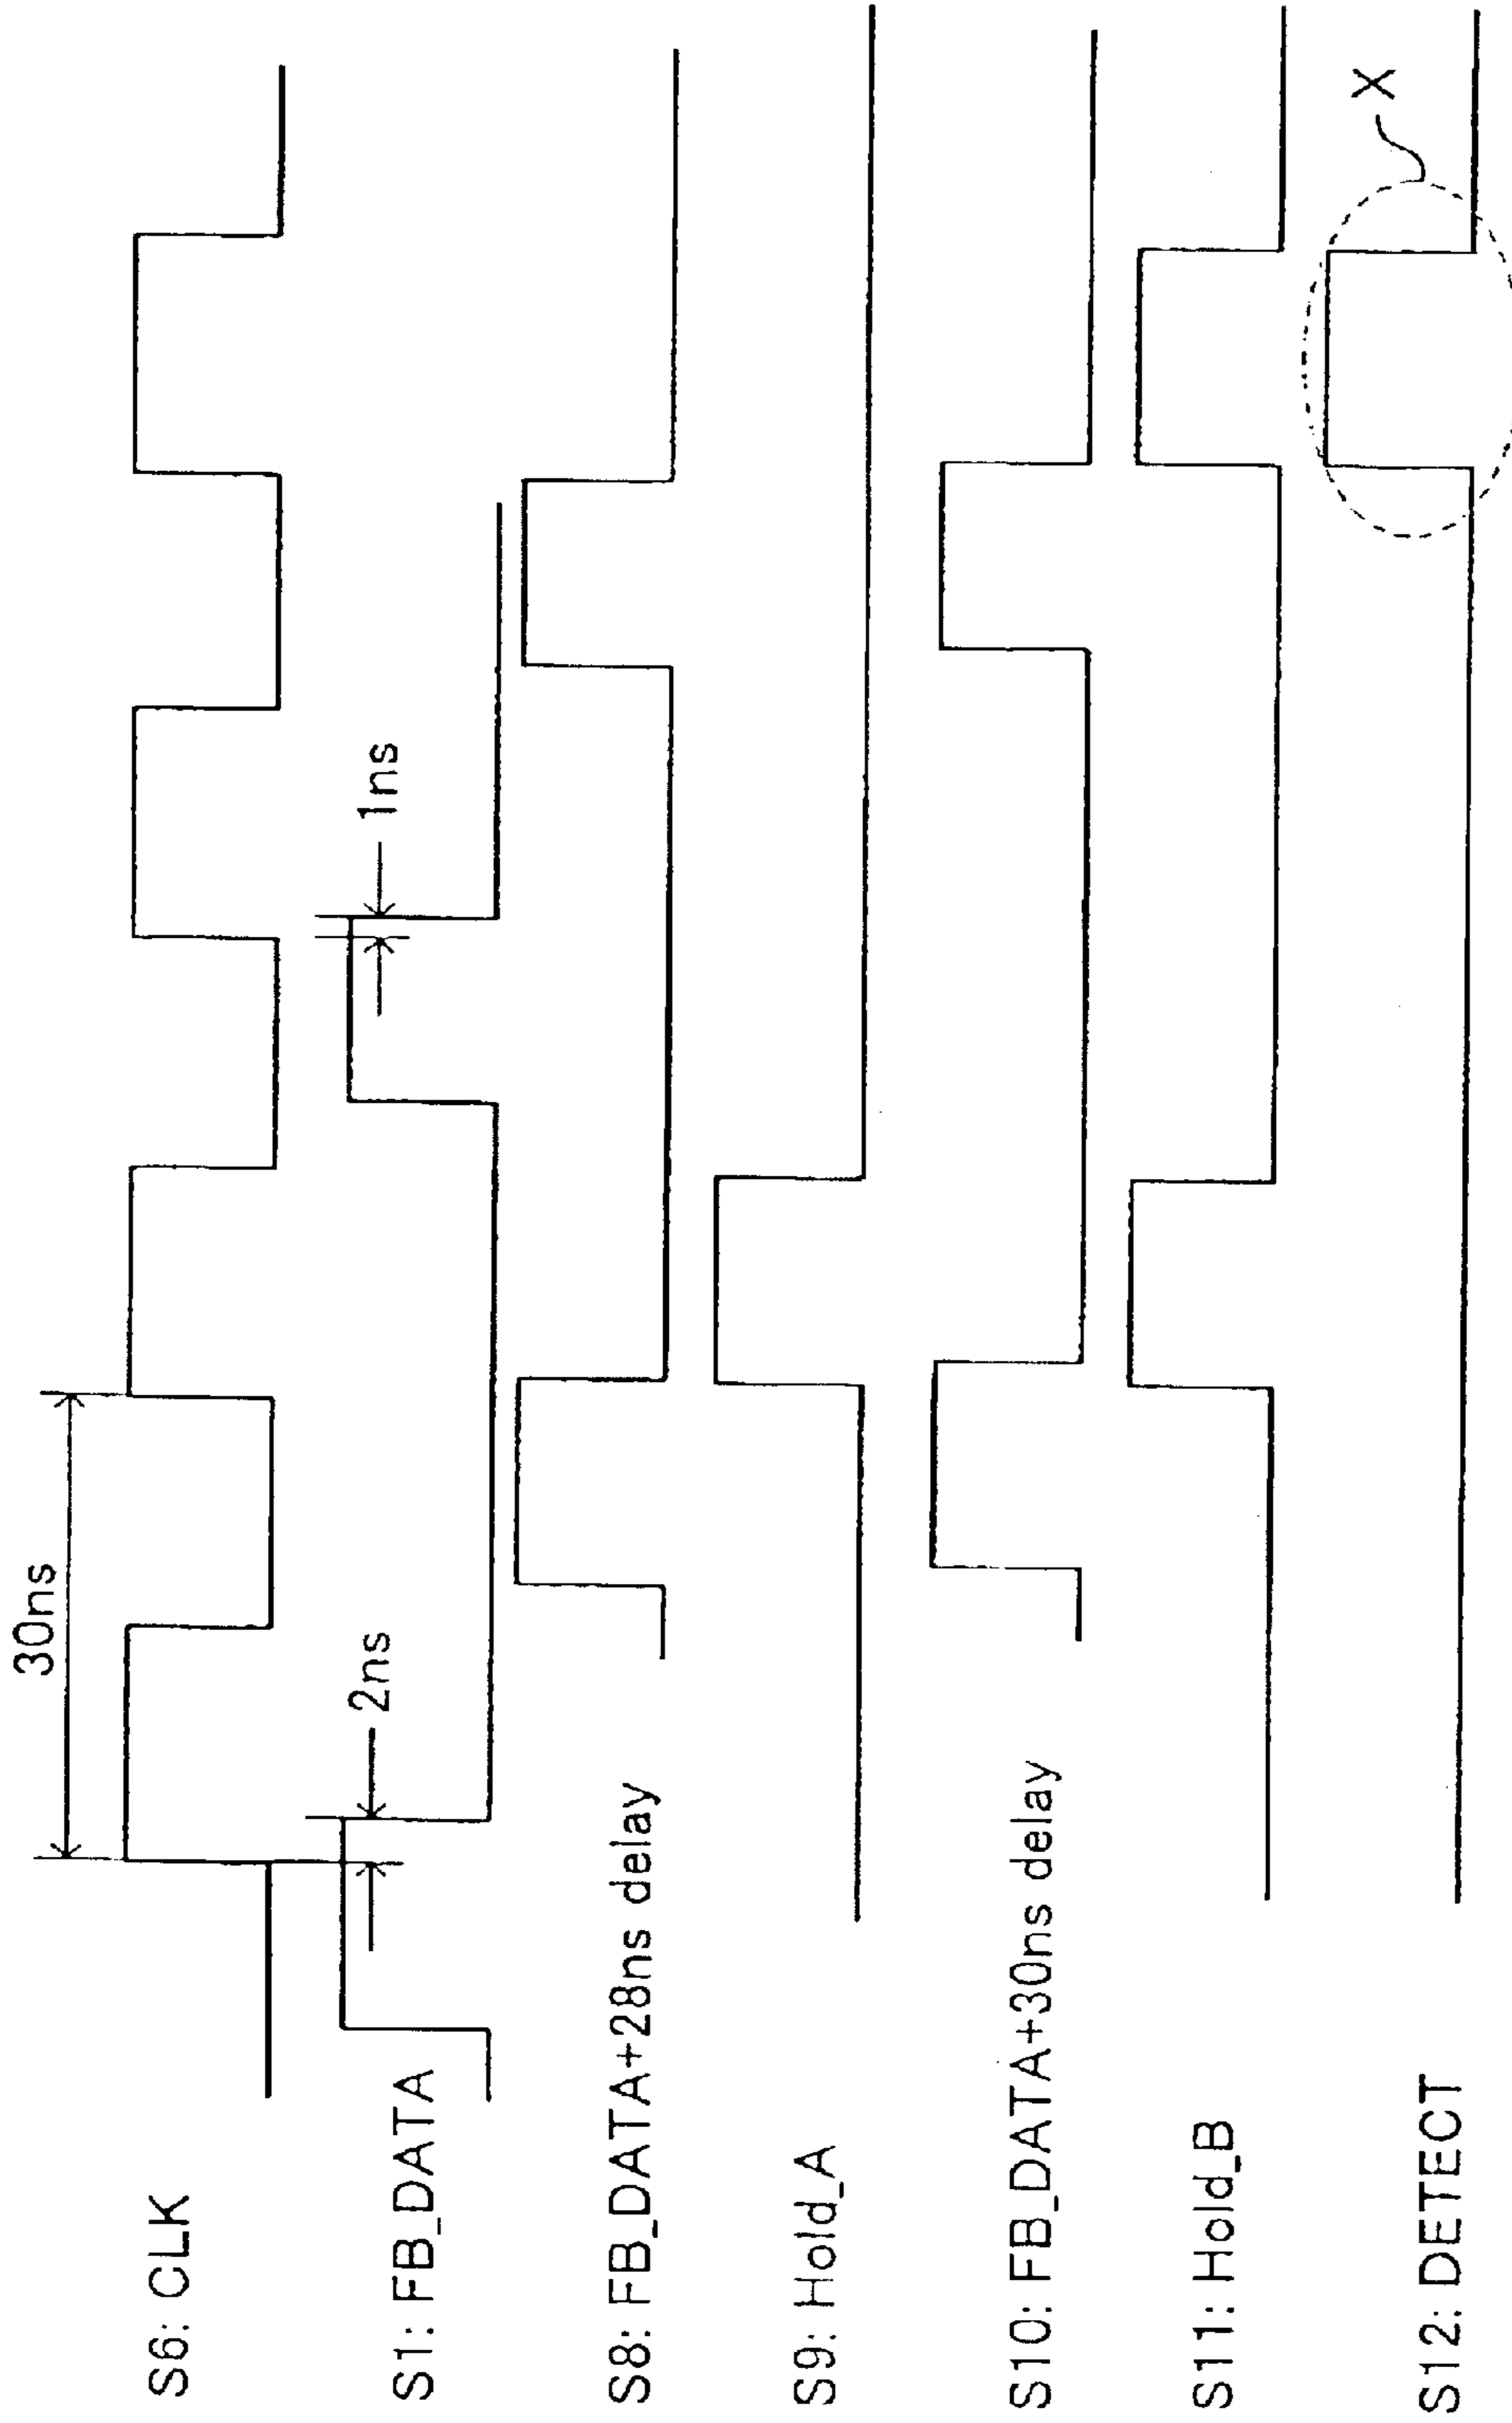 30ns
S6: CLK
2ns
1ns
S1: FB_DATA
S8: FB_DATA+28ns delay
S9: Hold_A
S10: FB_DATA+30ns delay
S11: Hold_B
X
S12: DETECT